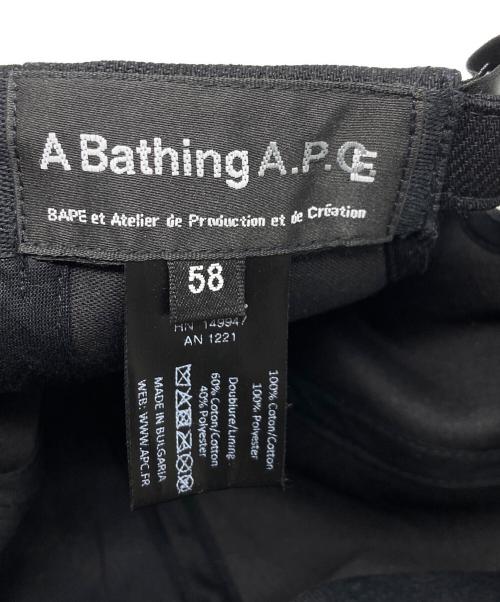 A Bathing A.P.CE
BAPE et Atelier de Production et de Création
58
HN 149947
AN 1221
100% Coton/Cotton
100% Polyester
Doublure/Lining
60% Coton/Cotton
40% Polyester
MADE IN BULGARIA
WEB: WWW.APC.FR